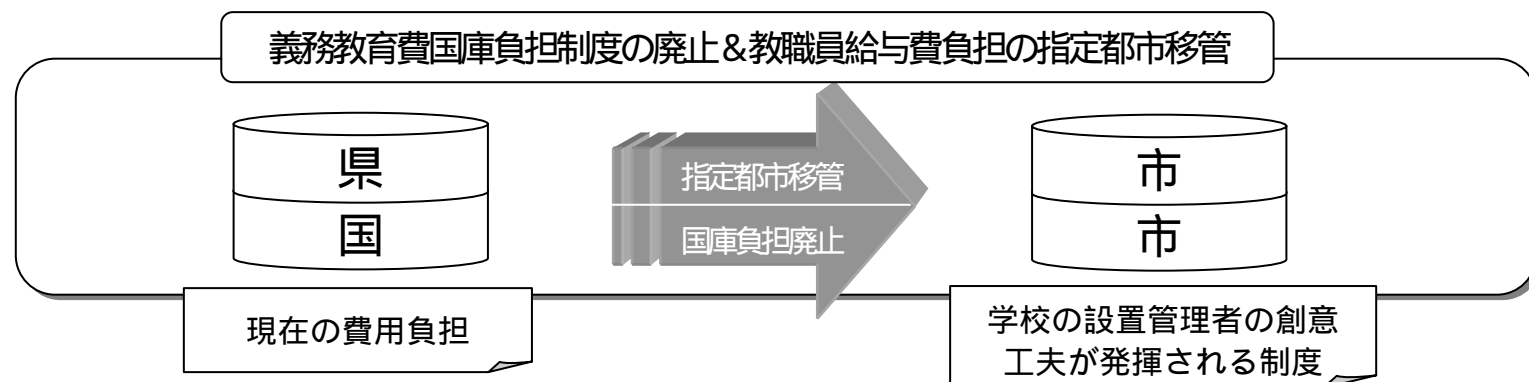 義務教育費国庫負担制度の廃止&教職員給与費負担の指定都市移管
県
国
指定都市移管
国庫負担廃止
市
市
現在の費用負担
学校の設置管理者の創意
工夫が発揮される制度